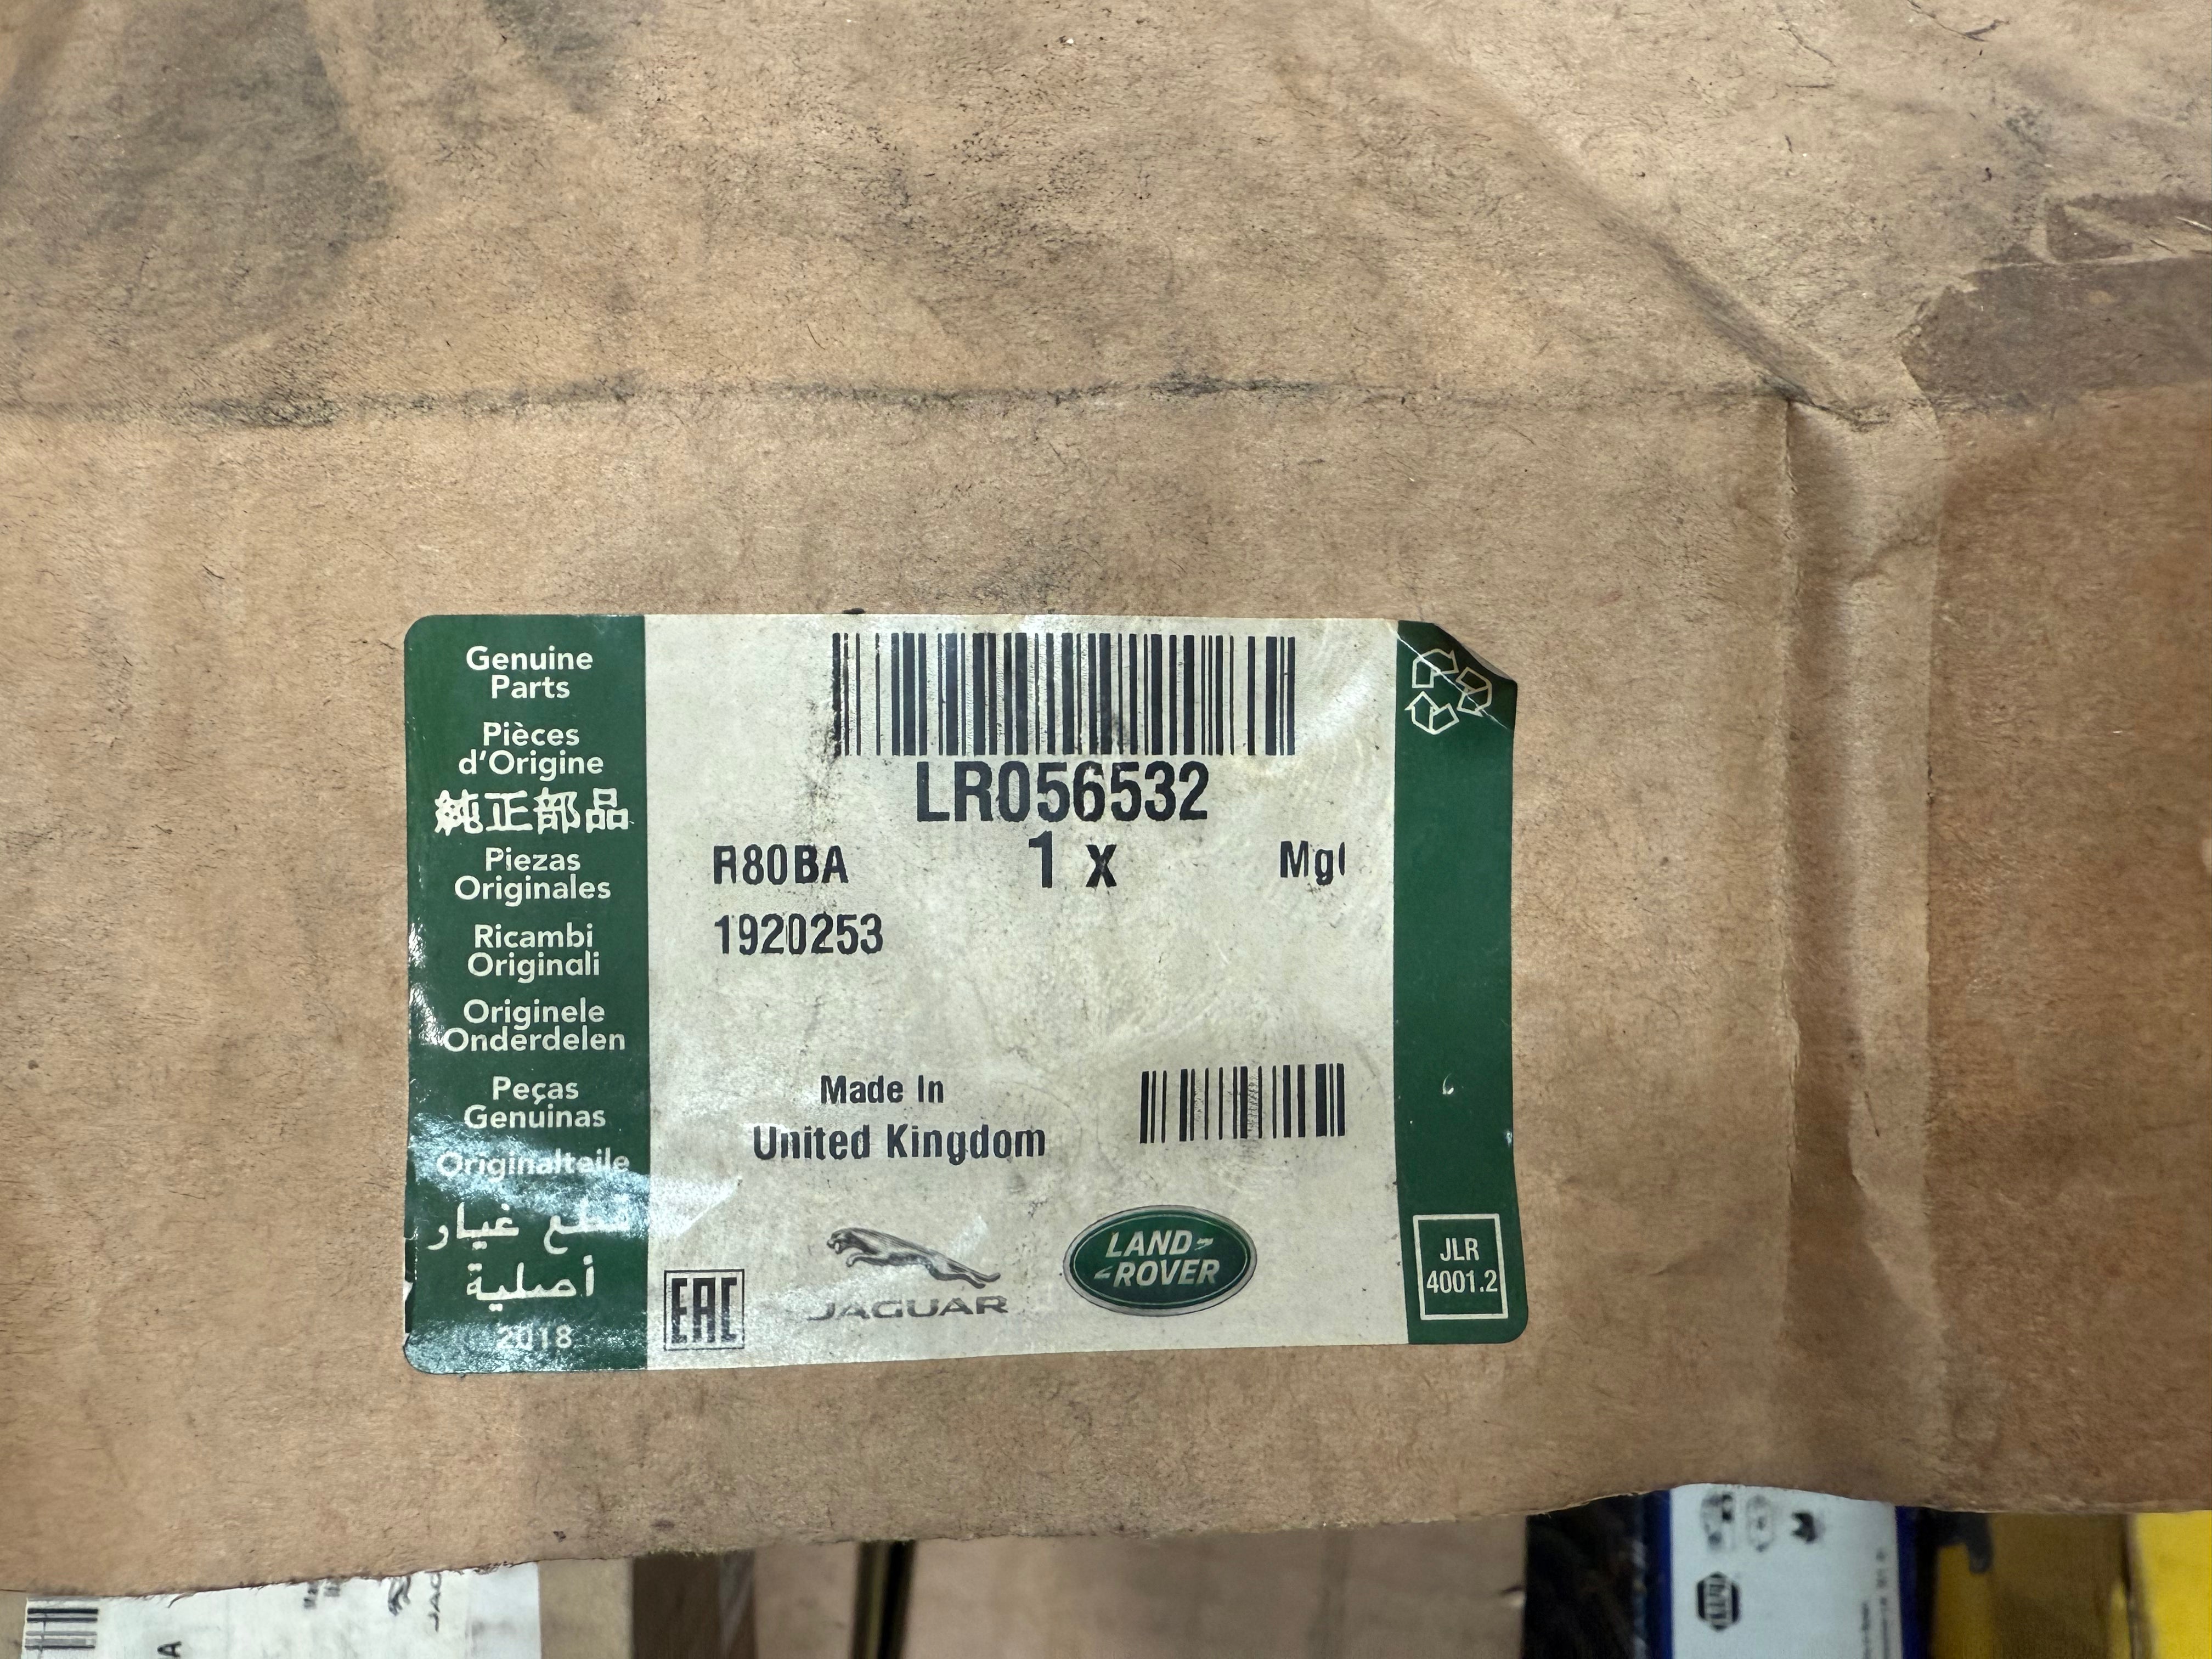 Genuine
Parts
Pièces
d'Origine
純正部品
Piezas
Originales
Ricambi
Originali
Originele
Onderdelen
Peças
Genuinas
Originalteile
قطع غيار
أصلية
2018
LR056532
R80BA 1 x
1920253
Made In
United Kingdom
EAC
JAGUAR
LAND
ROVER
JLR
4001.2
A